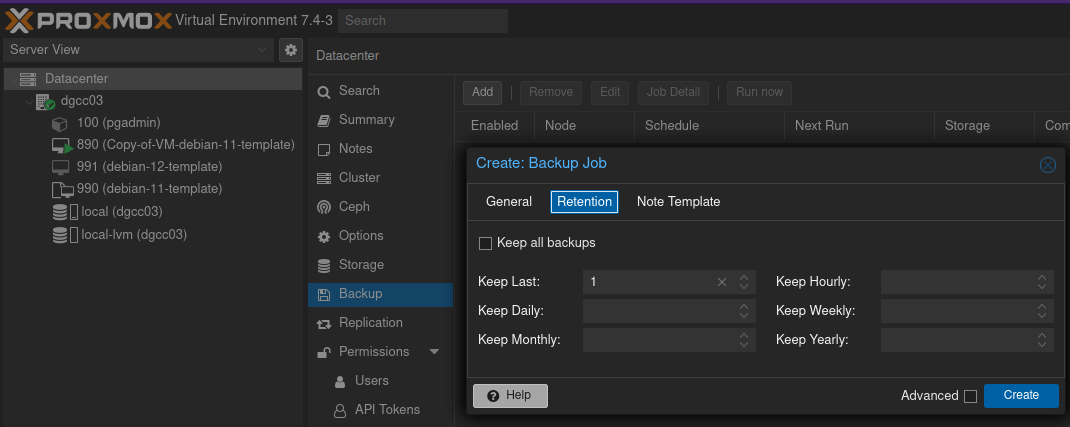 PROXMOX Virtual Environment 7.4-3 Search
Server View
Datacenter
dgcc03
100 (pgadmin)
890 (Copy-of-VM-debian-11-template)
991 (debian-12-template)
990 (debian-11-template)
local (dgcc03)
local-lvm (dgcc03)
Datacenter
Search
Summary
Notes
Cluster
Ceph
Options
Storage
Backup
Replication
Permissions
Users
API Tokens
Add Remove Edit Job Detail Run now
Enabled Node Schedule Next Run Storage Com
Create: Backup Job
General Retention Note Template
Keep all backups
Keep Last: 1 Keep Hourly:
Keep Daily: Keep Weekly:
Keep Monthly: Keep Yearly:
Help Advanced Create